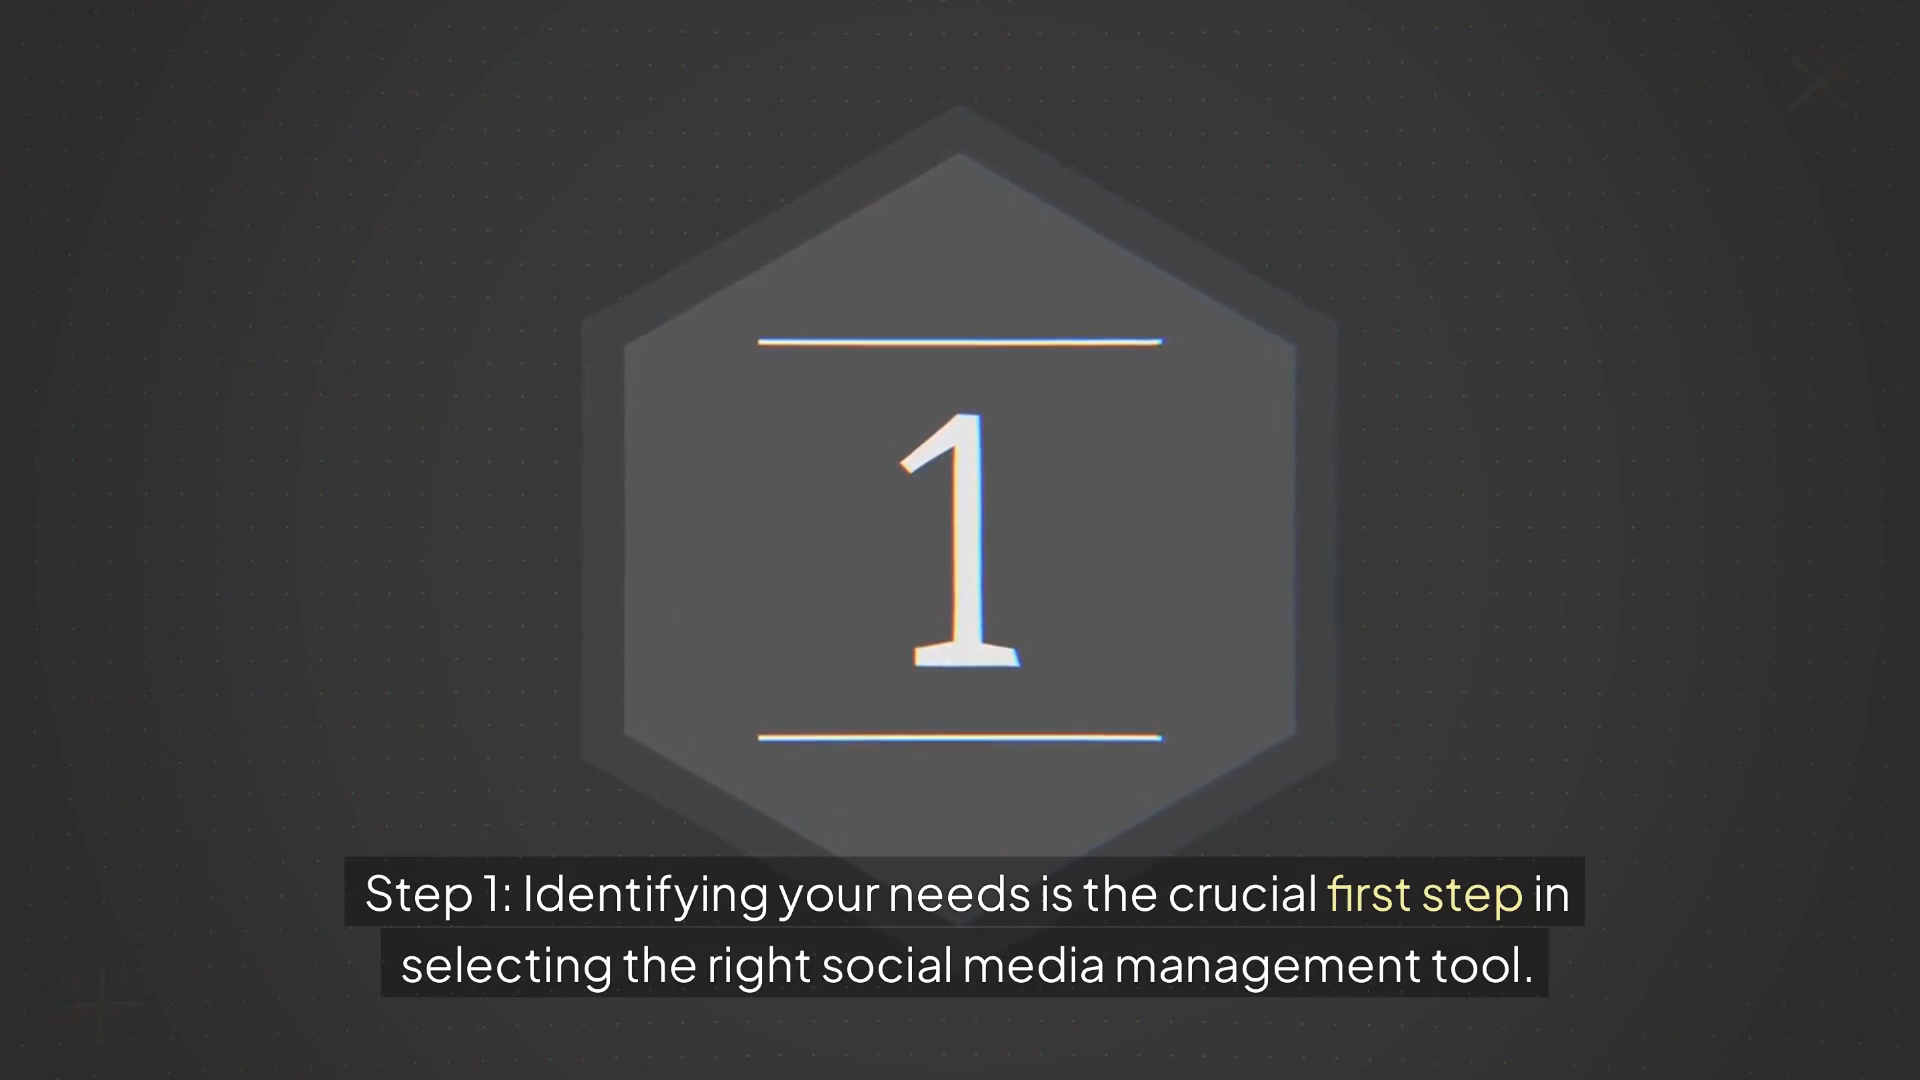 1
Step 1: Identifying your needs is the crucial first step in
selecting the right social media management tool.